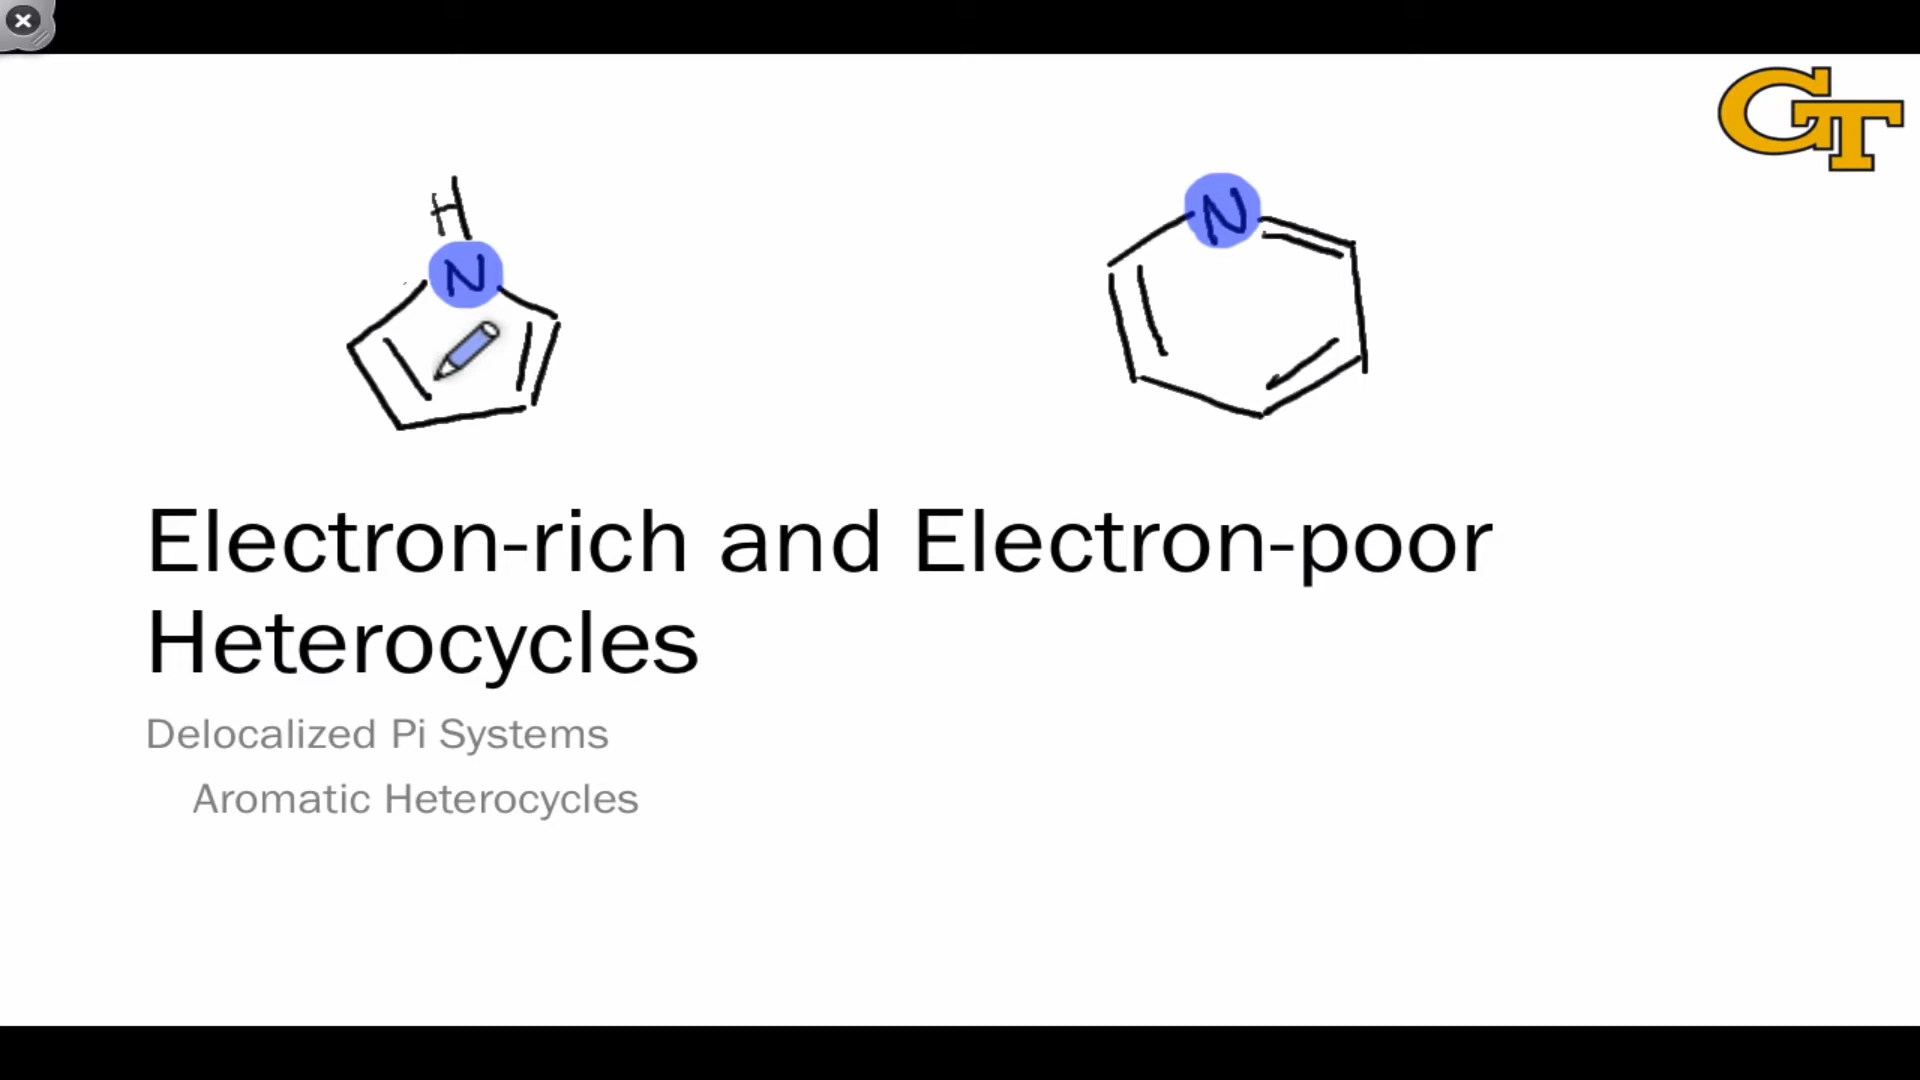 GT
H
N
N
Electron-rich and Electron-poor
Heterocycles
Delocalized Pi Systems
Aromatic Heterocycles